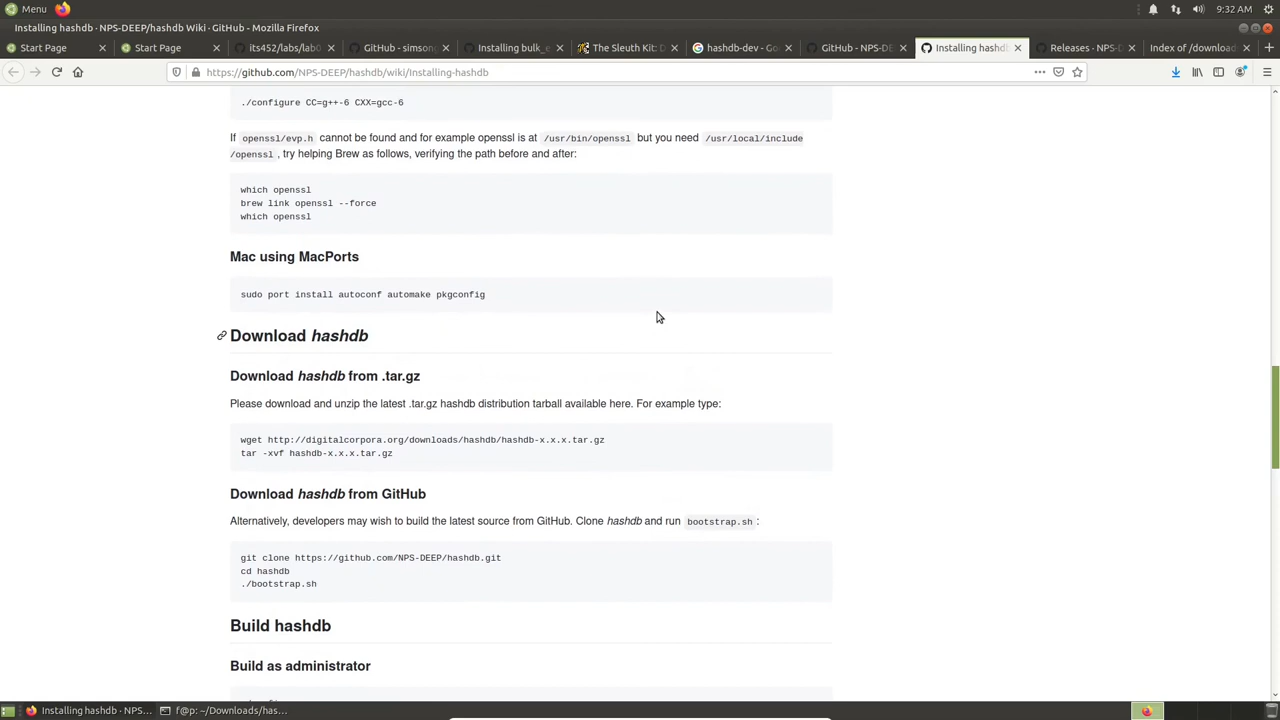 Menu
9:32 AM
Installing hashdb · NPS-DEEP/hashdb Wiki · GitHub - Mozilla Firefox
Start Page
Start Page
its452/labs/lab0
GitHub - simsong
Installing bulk_e
The Sleuth Kit: D
hashdb-dev - Goo
GitHub - NPS-DE
Installing hashdb
Releases · NPS-D
Index of /download
https://github.com/NPS-DEEP/hashdb/wiki/Installing-hashdb
./configure CC=g++-6 CXX=gcc-6
If openssl/evp.h cannot be found and for example openssl is at /usr/bin/openssl but you need /usr/local/include
/openssl , try helping Brew as follows, verifying the path before and after:
which openssl
brew link openssl --force
which openssl
Mac using MacPorts
sudo port install autoconf automake pkgconfig
Download hashdb
Download hashdb from .tar.gz
Please download and unzip the latest .tar.gz hashdb distribution tarball available here. For example type:
wget http://digitalcorpora.org/downloads/hashdb/hashdb-x.x.x.tar.gz
tar -xvf hashdb-x.x.x.tar.gz
Download hashdb from GitHub
Alternatively, developers may wish to build the latest source from GitHub. Clone hashdb and run bootstrap.sh :
git clone https://github.com/NPS-DEEP/hashdb.git
cd hashdb
./bootstrap.sh
Build hashdb
Build as administrator
Installing hashdb · NPS...
f@p: ~/Downloads/has...